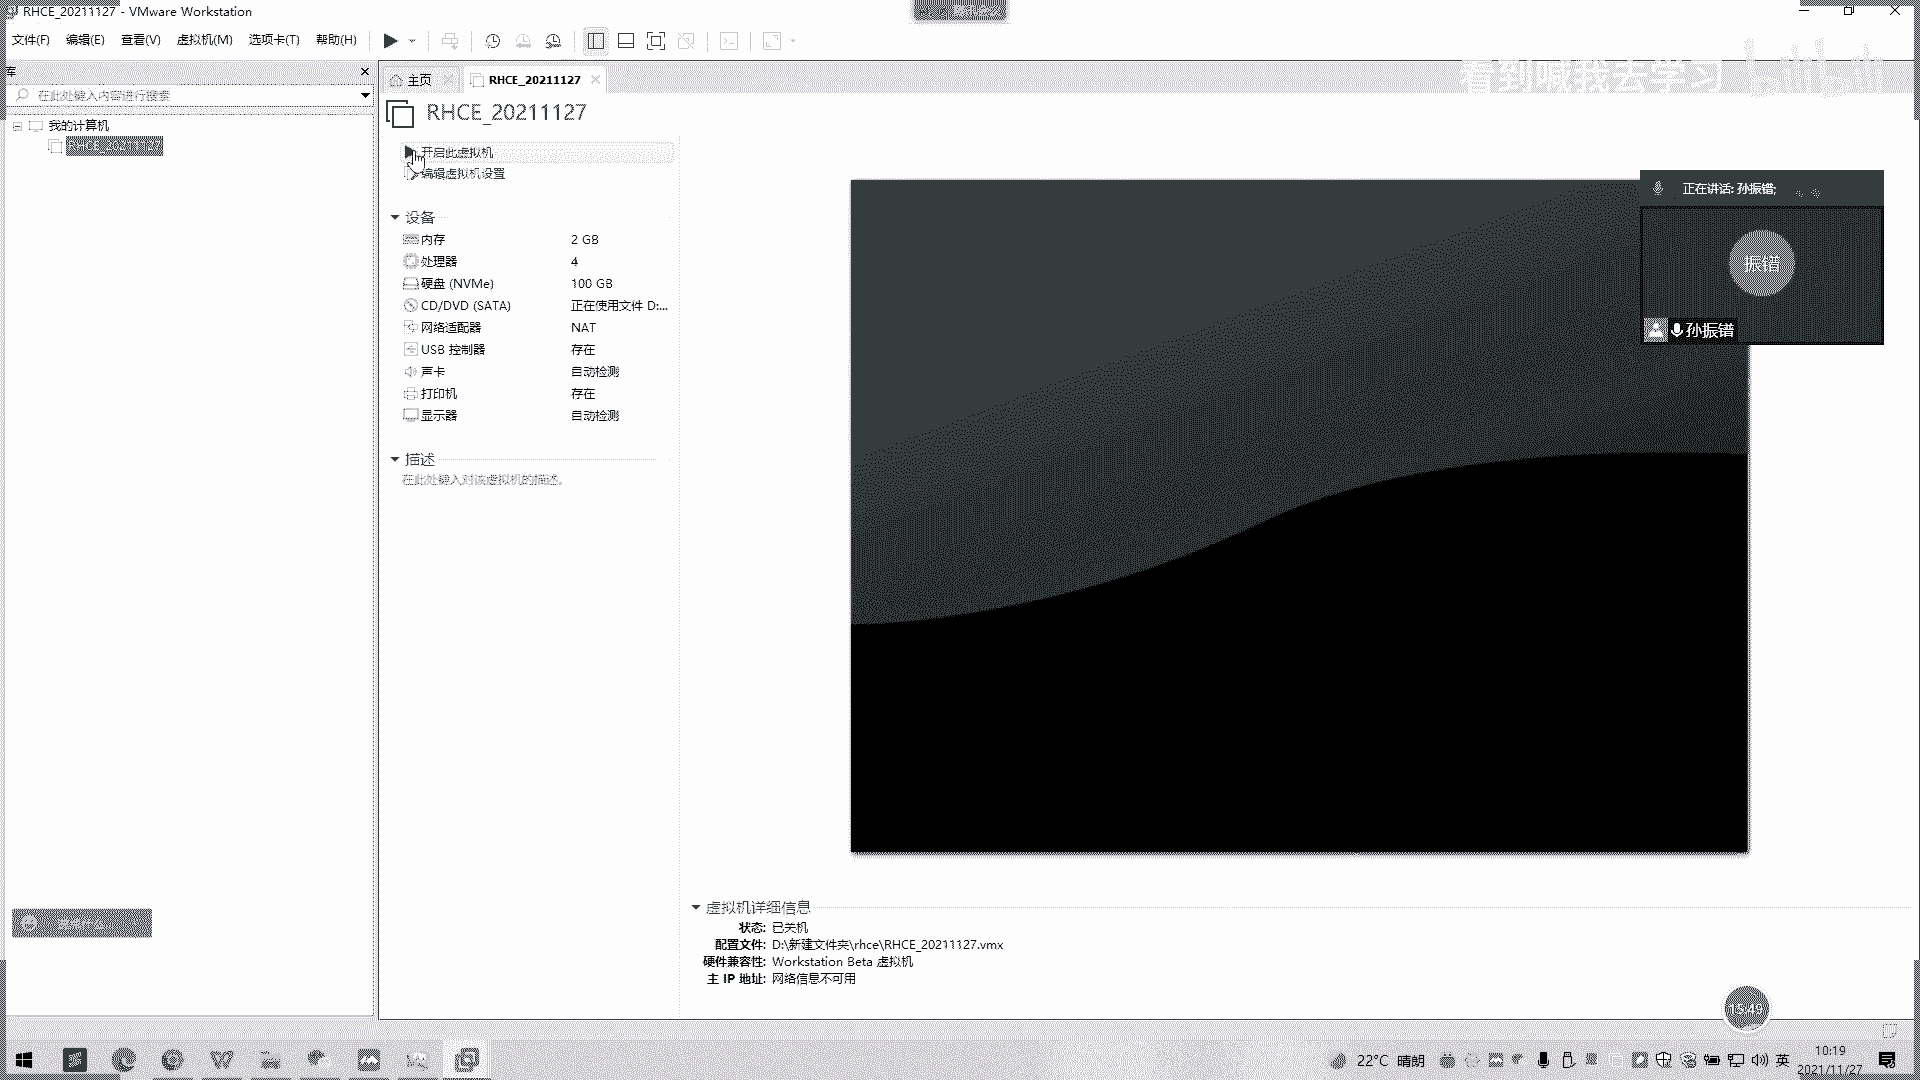 RHCE_20211127 - VMware Workstation
文件(F) 编辑(E) 查看(V) 虚拟机(M) 选项卡(T) 帮助(H)
库
在此处键入内容进行搜索
我的计算机
RHCE_20211127
主页 RHCE_20211127
看到喊我去学习 bilibili
RHCE_20211127
开启此虚拟机
编辑虚拟机设置
设备
内存 2 GB
处理器 4
硬盘 (NVMe) 100 GB
CD/DVD (SATA) 正在使用文件 D:...
网络适配器 NAT
USB 控制器 存在
声卡 自动检测
打印机 存在
显示器 自动检测
描述
在此处键入对该虚拟机的描述。
正在讲话: 孙振错;
振错
孙振错
虚拟机详细信息
状态: 已关机
配置文件: D:\新建文件夹\rhce\RHCE_20211127.vmx
硬件兼容性: Workstation Beta 虚拟机
主 IP 地址: 网络信息不可用
15:49
22°C 晴朗
英
10:19
2021/11/27